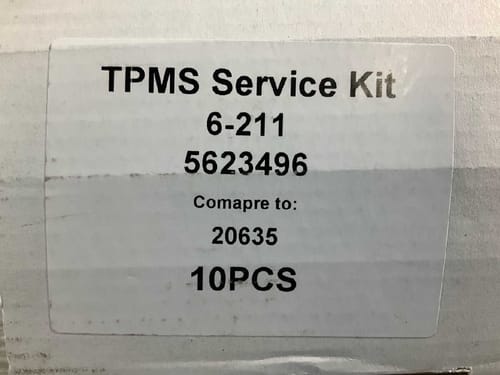 TPMS Service Kit
6-211
5623496
Comapre to:
20635
10PCS